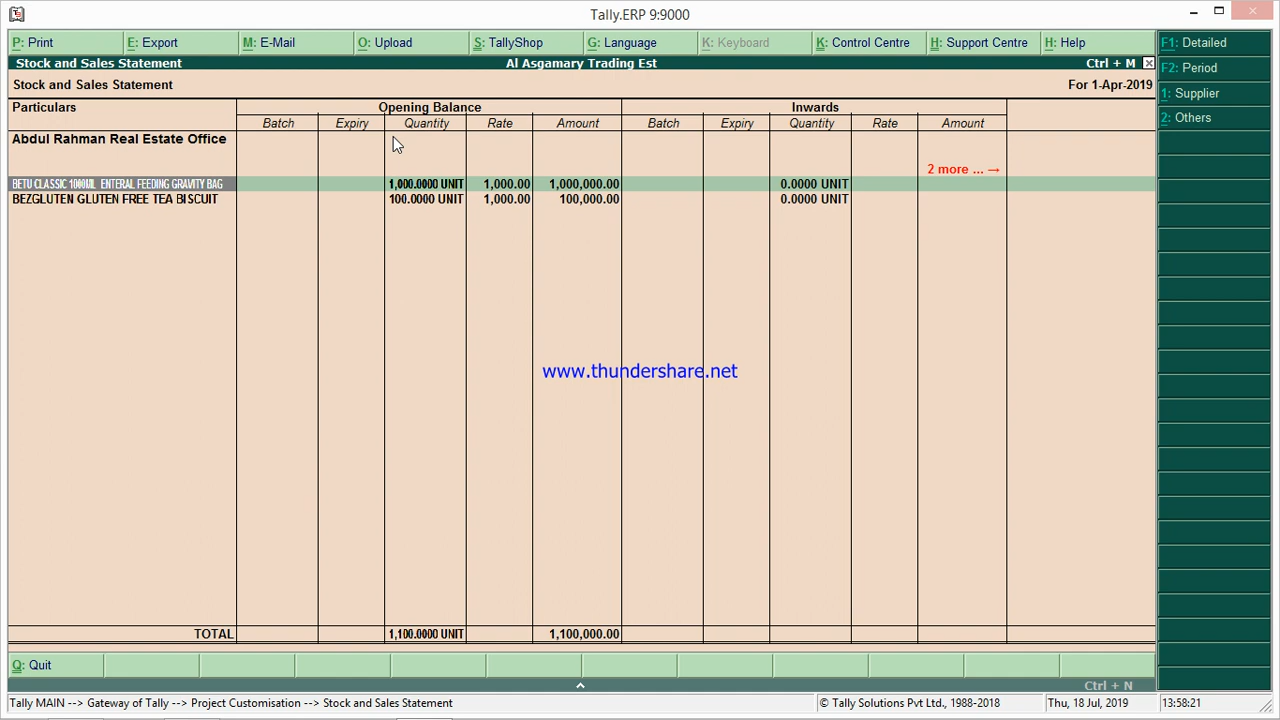 Tally.ERP 9:9000
P: Print E: Export M: E-Mail O: Upload S: TallyShop G: Language K: Keyboard K: Control Centre H: Support Centre H: Help F1: Detailed
Stock and Sales Statement Al Asgamary Trading Est Ctrl + M
F2: Period
Stock and Sales Statement For 1-Apr-2019
1: Supplier
Particulars Opening Balance Inwards
2: Others
Batch Expiry Quantity Rate Amount Batch Expiry Quantity Rate Amount
Abdul Rahman Real Estate Office
2 more ... →
BETU CLASSIC 1000ML ENTERAL FEEDING GRAVITY BAG 1,000.0000 UNIT 1,000.00 1,000,000.00 0.0000 UNIT
BEZGLUTEN GLUTEN FREE TEA BISCUIT 100.0000 UNIT 1,000.00 100,000.00 0.0000 UNIT
www.thundershare.net
TOTAL 1,100.0000 UNIT 1,100,000.00
Q: Quit
Ctrl + N
Tally MAIN --> Gateway of Tally --> Project Customisation --> Stock and Sales Statement © Tally Solutions Pvt Ltd., 1988-2018 Thu, 18 Jul, 2019 13:58:21